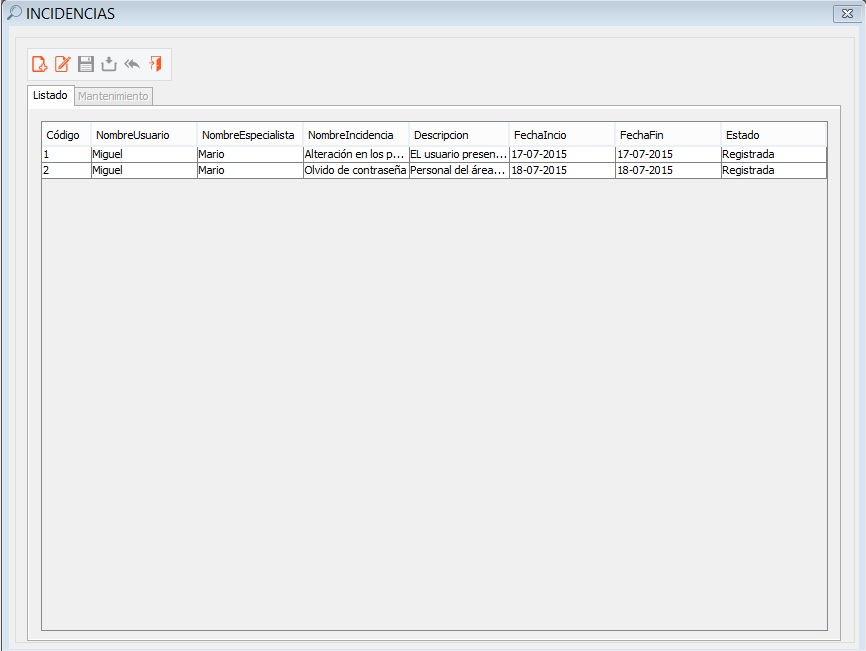 INCIDENCIAS
Listado Mantenimiento
Código NombreUsuario NombreEspecialista NombreIncidencia Descripcion FechaIncio FechaFin Estado
1 Miguel Mario Alteración en los p... EL usuario presen... 17-07-2015 17-07-2015 Registrada
2 Miguel Mario Olvido de contraseña Personal del área... 18-07-2015 18-07-2015 Registrada